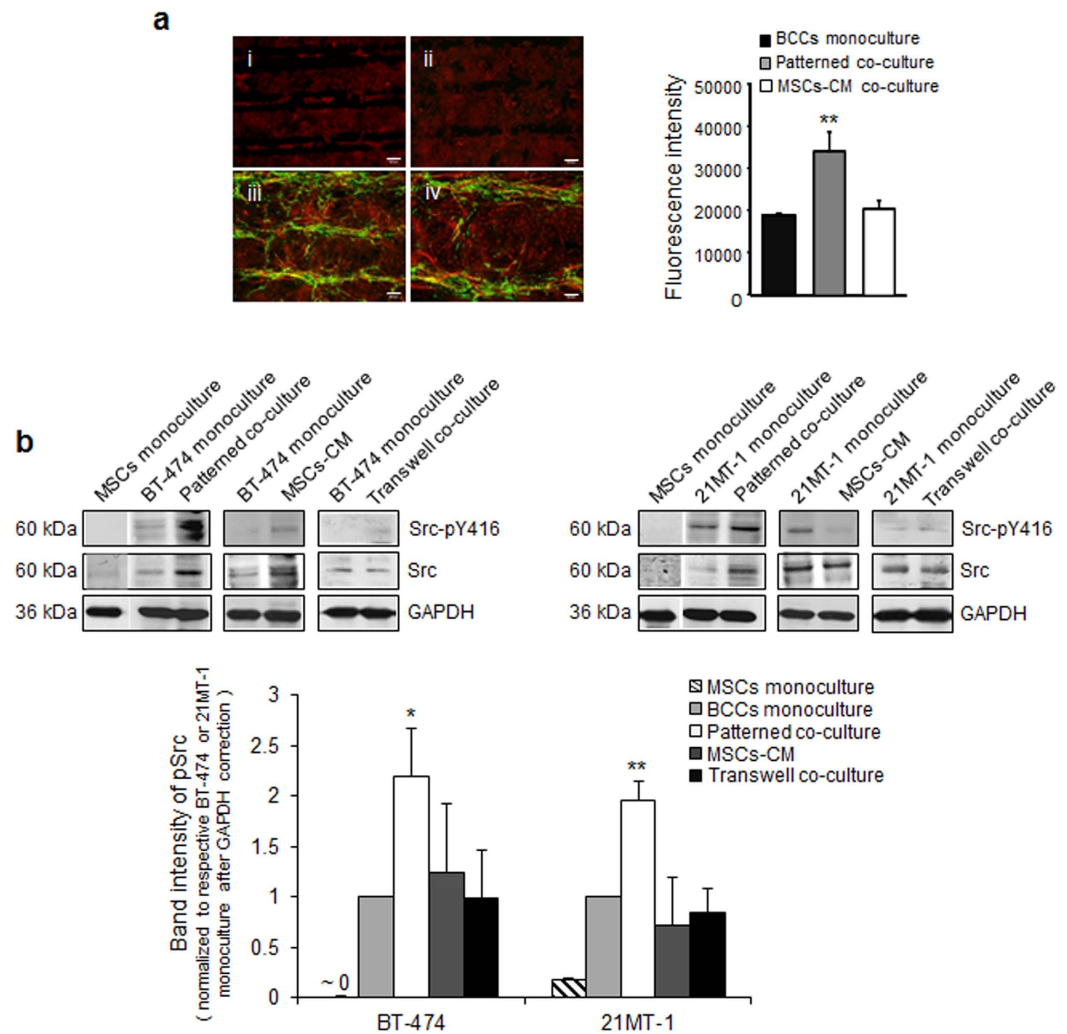 a
i
ii
iii
iv
BCCs monoculture
Patterned co-culture
MSCs-CM co-culture
Fluorescence intensity
50000
40000
30000
20000
10000
0
**
b
MSCs monoculture
BT-474 monoculture
Patterned co-culture
BT-474 monoculture
MSCs-CM
BT-474 monoculture
Transwell co-culture
60 kDa
Src-pY416
60 kDa
Src
36 kDa
GAPDH
MSCs monoculture
21MT-1 monoculture
Patterned co-culture
21MT-1 monoculture
MSCs-CM
21MT-1 monoculture
Transwell co-culture
60 kDa
Src-pY416
60 kDa
Src
36 kDa
GAPDH
Band intensity of pSrc
( normalized to respective BT-474 or 21MT-1
monoculture after GAPDH correction )
3
2.5
2
1.5
1
0.5
0
~ 0
*
**
MSCs monoculture
BCCs monoculture
Patterned co-culture
MSCs-CM
Transwell co-culture
BT-474
21MT-1